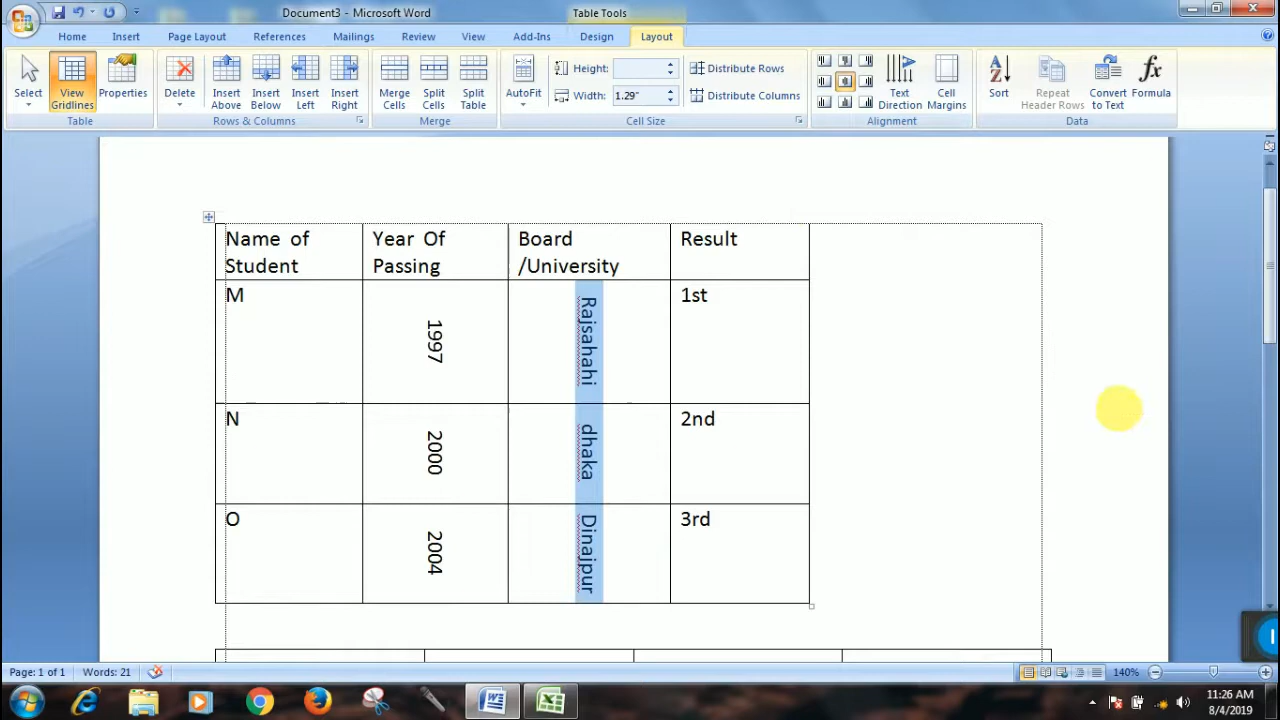 Document3 - Microsoft Word
Table Tools
Home Insert Page Layout References Mailings Review View Add-Ins Design Layout
Select
View Gridlines
Properties
Table
Delete
Insert Above
Insert Below
Insert Left
Insert Right
Rows & Columns
Merge Cells
Split Cells
Split Table
Merge
AutoFit
Height:
Width: 1.29"
Distribute Rows
Distribute Columns
Cell Size
Text Direction
Cell Margins
Alignment
Sort
Repeat Header Rows
Convert to Text
Formula
Data
Name of Student
Year Of Passing
Board /University
Result
M
1997
Rajsahahi
1st
N
2000
dhaka
2nd
O
2004
Dinajpur
3rd
Page: 1 of 1 Words: 21 140%
11:26 AM
8/4/2019